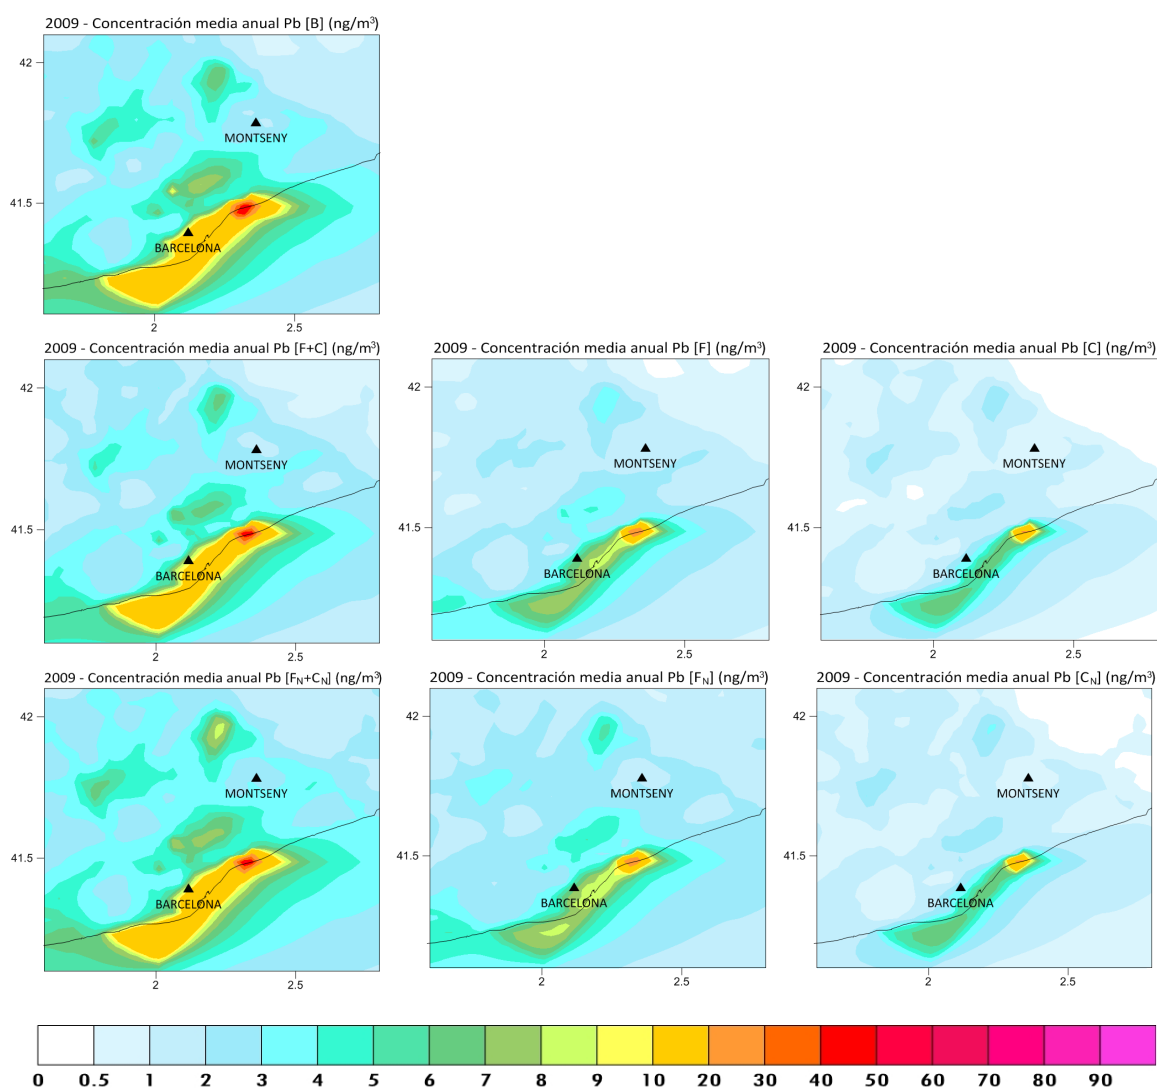 2009 - Concentración media anual Pb [B] (ng/m³)
42
MONTSENY
41.5
BARCELONA
2 2.5
2009 - Concentración media anual Pb [F+C] (ng/m³) 2009 - Concentración media anual Pb [F] (ng/m³) 2009 - Concentración media anual Pb [C] (ng/m³)
42 42 42
MONTSENY MONTSENY MONTSENY
41.5 41.5 41.5
BARCELONA BARCELONA BARCELONA
2 2.5 2 2.5 2 2.5
2009 - Concentración media anual Pb [F_N+C_N] (ng/m³) 2009 - Concentración media anual Pb [F_N] (ng/m³) 2009 - Concentración media anual Pb [C_N] (ng/m³)
42 42 42
MONTSENY MONTSENY MONTSENY
41.5 41.5 41.5
BARCELONA BARCELONA BARCELONA
2 2.5 2 2.5 2 2.5
0 0.5 1 2 3 4 5 6 7 8 9 10 20 30 40 50 60 70 80 90